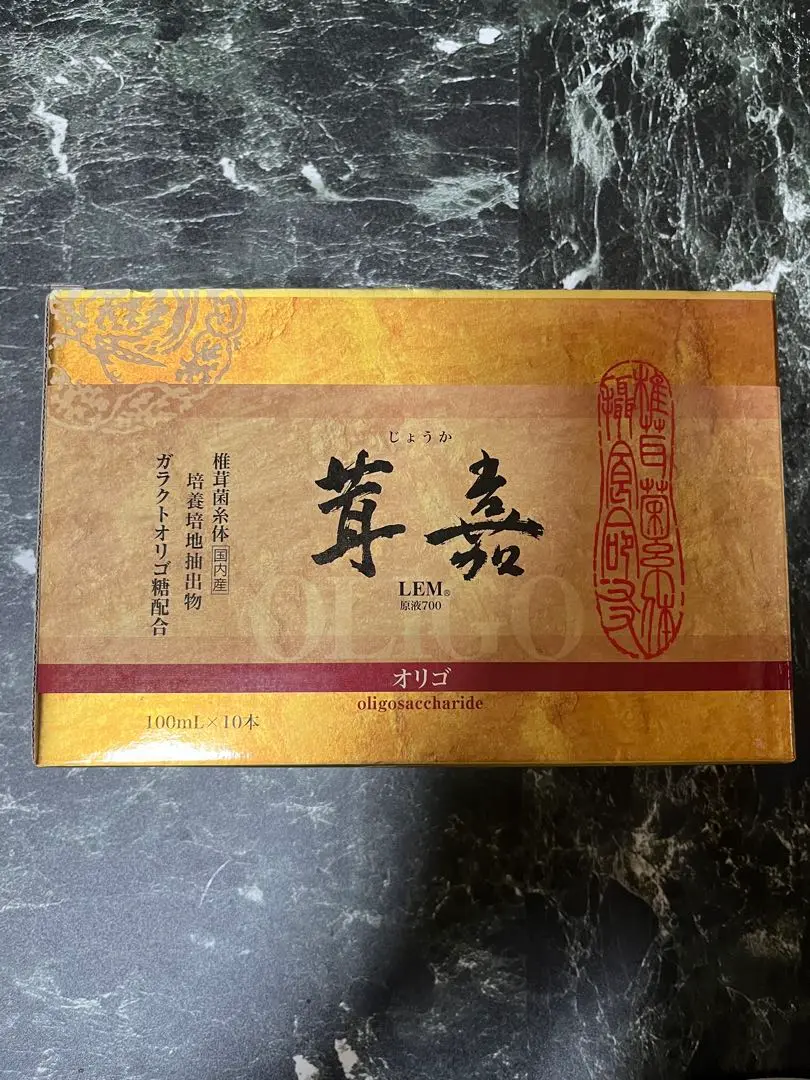 じょうか
茸嘉
LEM®
原液700
椎茸菌糸体 国内産
培養培地抽出物
ガラクトオリゴ糖配合
OLIGO
オリゴ
oligosaccharide
100mL×10本